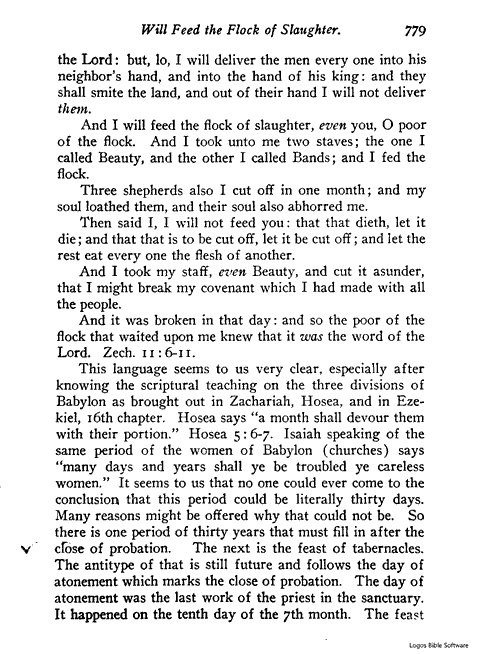 Will Feed the Flock of Slaughter. 779
the Lord: but, lo, I will deliver the men every one into his
neighbor's hand, and into the hand of his king: and they
shall smite the land, and out of their hand I will not deliver
them.
And I will feed the flock of slaughter, even you, O poor
of the flock. And I took unto me two staves; the one I
called Beauty, and the other I called Bands; and I fed the
flock.
Three shepherds also I cut off in one month; and my
soul loathed them, and their soul also abhorred me.
Then said I, I will not feed you: that that dieth, let it
die; and that that is to be cut off, let it be cut off; and let the
rest eat every one the flesh of another.
And I took my staff, even Beauty, and cut it asunder,
that I might break my covenant which I had made with all
the people.
And it was broken in that day: and so the poor of the
flock that waited upon me knew that it was the word of the
Lord. Zech. 11:6-11.
This language seems to us very clear, especially after
knowing the scriptural teaching on the three divisions of
Babylon as brought out in Zachariah, Hosea, and in Eze-
kiel, 16th chapter. Hosea says "a month shall devour them
with their portion." Hosea 5:6-7. Isaiah speaking of the
same period of the women of Babylon (churches) says
"many days and years shall ye be troubled ye careless
women." It seems to us that no one could ever come to the
conclusion that this period could be literally thirty days.
Many reasons might be offered why that could not be. So
there is one period of thirty years that must fill in after the
close of probation. The next is the feast of tabernacles.
The antitype of that is still future and follows the day of
atonement which marks the close of probation. The day of
atonement was the last work of the priest in the sanctuary.
It happened on the tenth day of the 7th month. The feast
Logos Bible Software